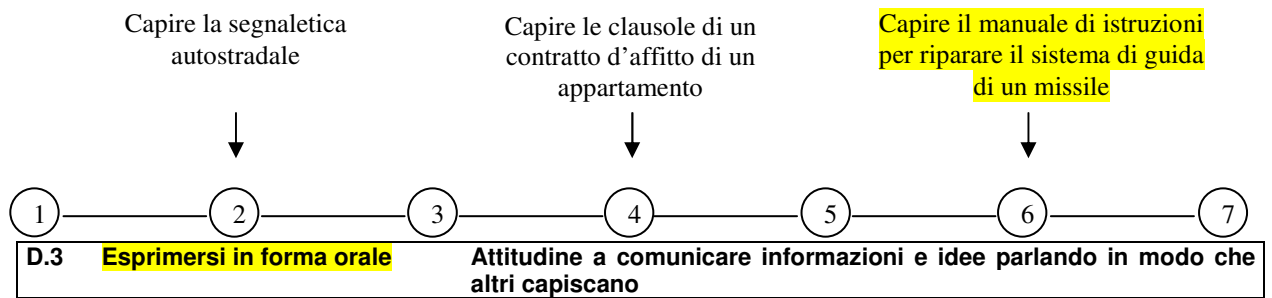 Capire la segnaletica
autostradale
Capire le clausole di un
contratto d'affitto di un
appartamento
Capire il manuale di istruzioni
per riparare il sistema di guida
di un missile
1 2 3 4 5 6 7
D.3 Esprimersi in forma orale Attitudine a comunicare informazioni e idee parlando in modo che
altri capiscano